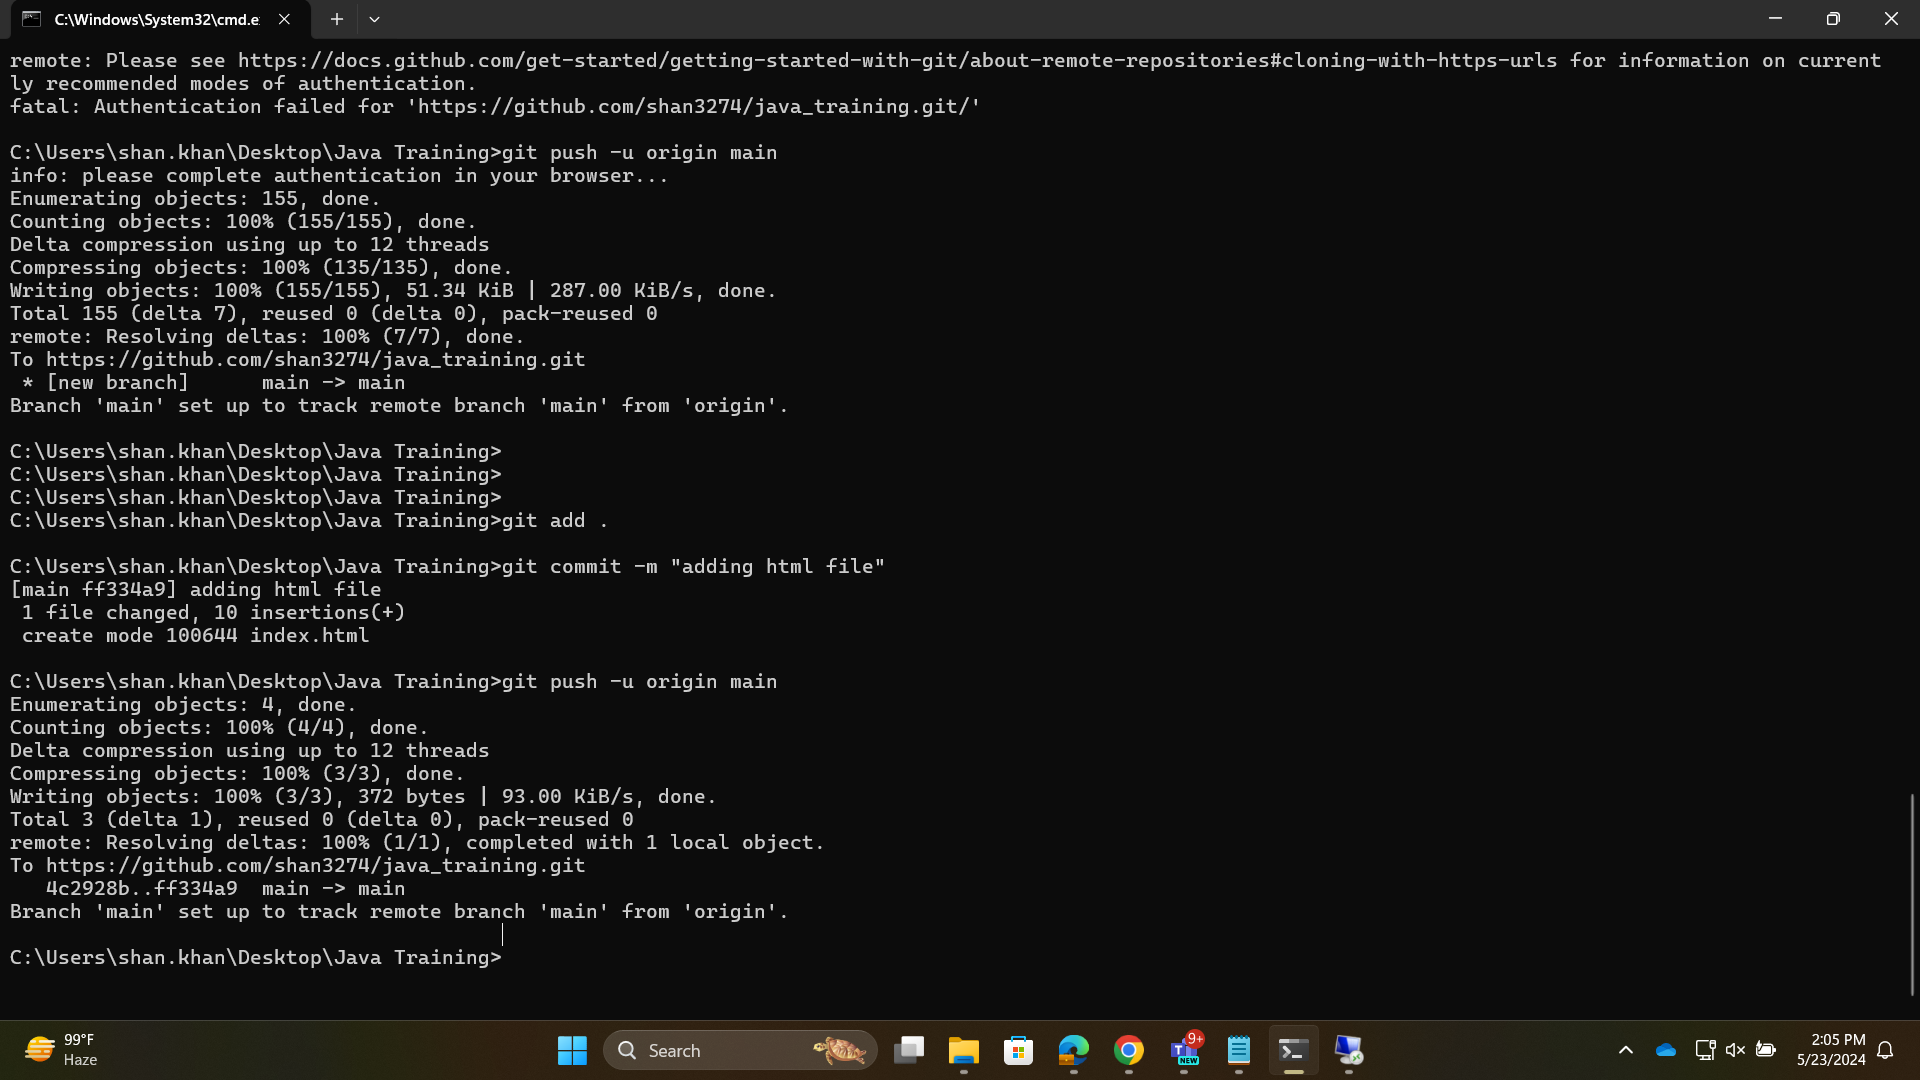 C:\Windows\System32\cmd.e
remote: Please see https://docs.github.com/get-started/getting-started-with-git/about-remote-repositories#cloning-with-https-urls for information on current
ly recommended modes of authentication.
fatal: Authentication failed for 'https://github.com/shan3274/java_training.git/'
C:\Users\shan.khan\Desktop\Java Training>git push -u origin main
info: please complete authentication in your browser...
Enumerating objects: 155, done.
Counting objects: 100% (155/155), done.
Delta compression using up to 12 threads
Compressing objects: 100% (135/135), done.
Writing objects: 100% (155/155), 51.34 KiB | 287.00 KiB/s, done.
Total 155 (delta 7), reused 0 (delta 0), pack-reused 0
remote: Resolving deltas: 100% (7/7), done.
To https://github.com/shan3274/java_training.git
 * [new branch]      main -> main
Branch 'main' set up to track remote branch 'main' from 'origin'.
C:\Users\shan.khan\Desktop\Java Training>
C:\Users\shan.khan\Desktop\Java Training>
C:\Users\shan.khan\Desktop\Java Training>
C:\Users\shan.khan\Desktop\Java Training>git add .
C:\Users\shan.khan\Desktop\Java Training>git commit -m "adding html file"
[main ff334a9] adding html file
 1 file changed, 10 insertions(+)
 create mode 100644 index.html
C:\Users\shan.khan\Desktop\Java Training>git push -u origin main
Enumerating objects: 4, done.
Counting objects: 100% (4/4), done.
Delta compression using up to 12 threads
Compressing objects: 100% (3/3), done.
Writing objects: 100% (3/3), 372 bytes | 93.00 KiB/s, done.
Total 3 (delta 1), reused 0 (delta 0), pack-reused 0
remote: Resolving deltas: 100% (1/1), completed with 1 local object.
To https://github.com/shan3274/java_training.git
   4c2928b..ff334a9  main -> main
Branch 'main' set up to track remote branch 'main' from 'origin'.
C:\Users\shan.khan\Desktop\Java Training>
99°F
Haze
Search
9+
T
NEW
2:05 PM
5/23/2024